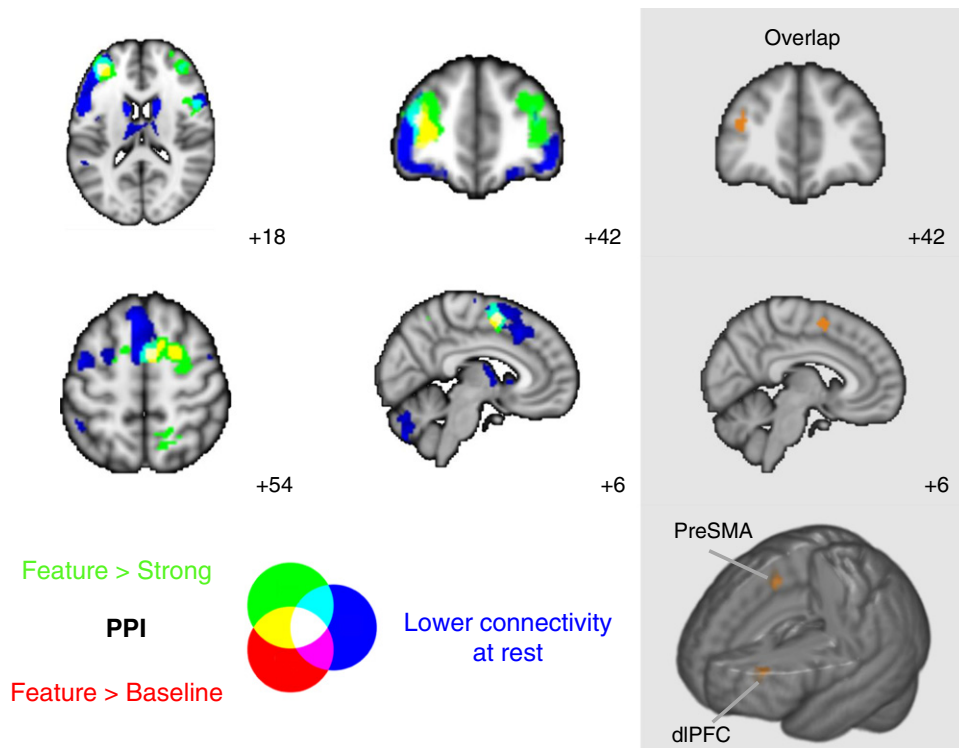 Overlap
+18
+42
+42
+54
+6
+6
Feature > Strong
PPI
Feature > Baseline
Lower connectivity
at rest
PreSMA
dlPFC